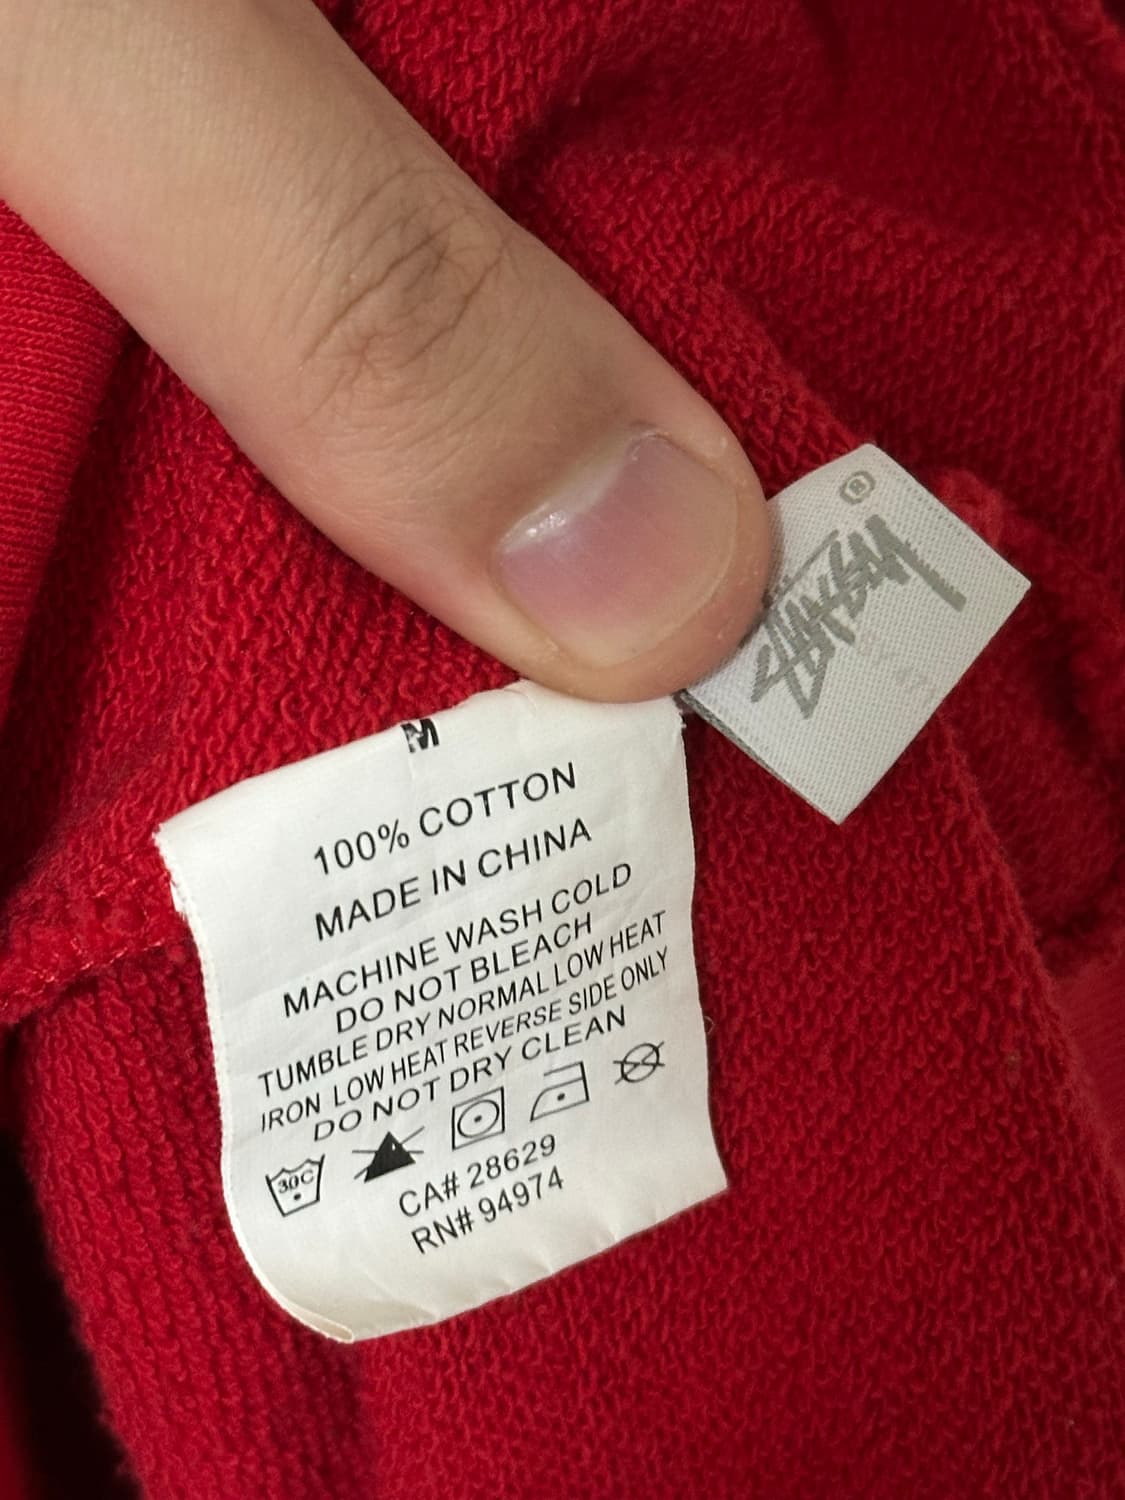 Stüssy ®
M
100% COTTON
MADE IN CHINA
MACHINE WASH COLD
DO NOT BLEACH
TUMBLE DRY NORMAL LOW HEAT
IRON LOW HEAT REVERSE SIDE ONLY
DO NOT DRY CLEAN
30C
CA# 28629
RN# 94974